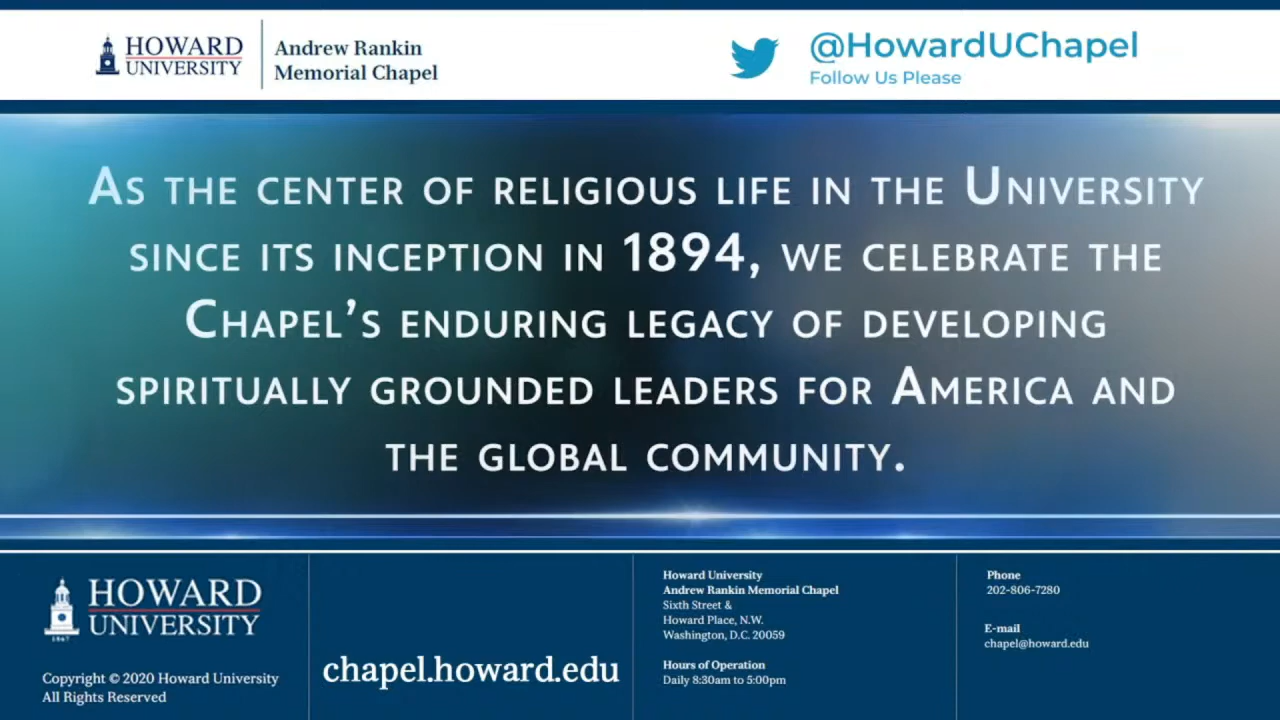 HOWARD
UNIVERSITY
Andrew Rankin
Memorial Chapel
@HowardUChapel
Follow Us Please
As the center of religious life in the University
since its inception in 1894, we celebrate the
Chapel's enduring legacy of developing
spiritually grounded leaders for America and
the global community.
HOWARD
UNIVERSITY
1867
Copyright © 2020 Howard University
All Rights Reserved
chapel.howard.edu
Howard University
Andrew Rankin Memorial Chapel
Sixth Street &
Howard Place, N.W.
Washington, D.C. 20059
Hours of Operation
Daily 8:30am to 5:00pm
Phone
202-806-7280
E-mail
chapel@howard.edu